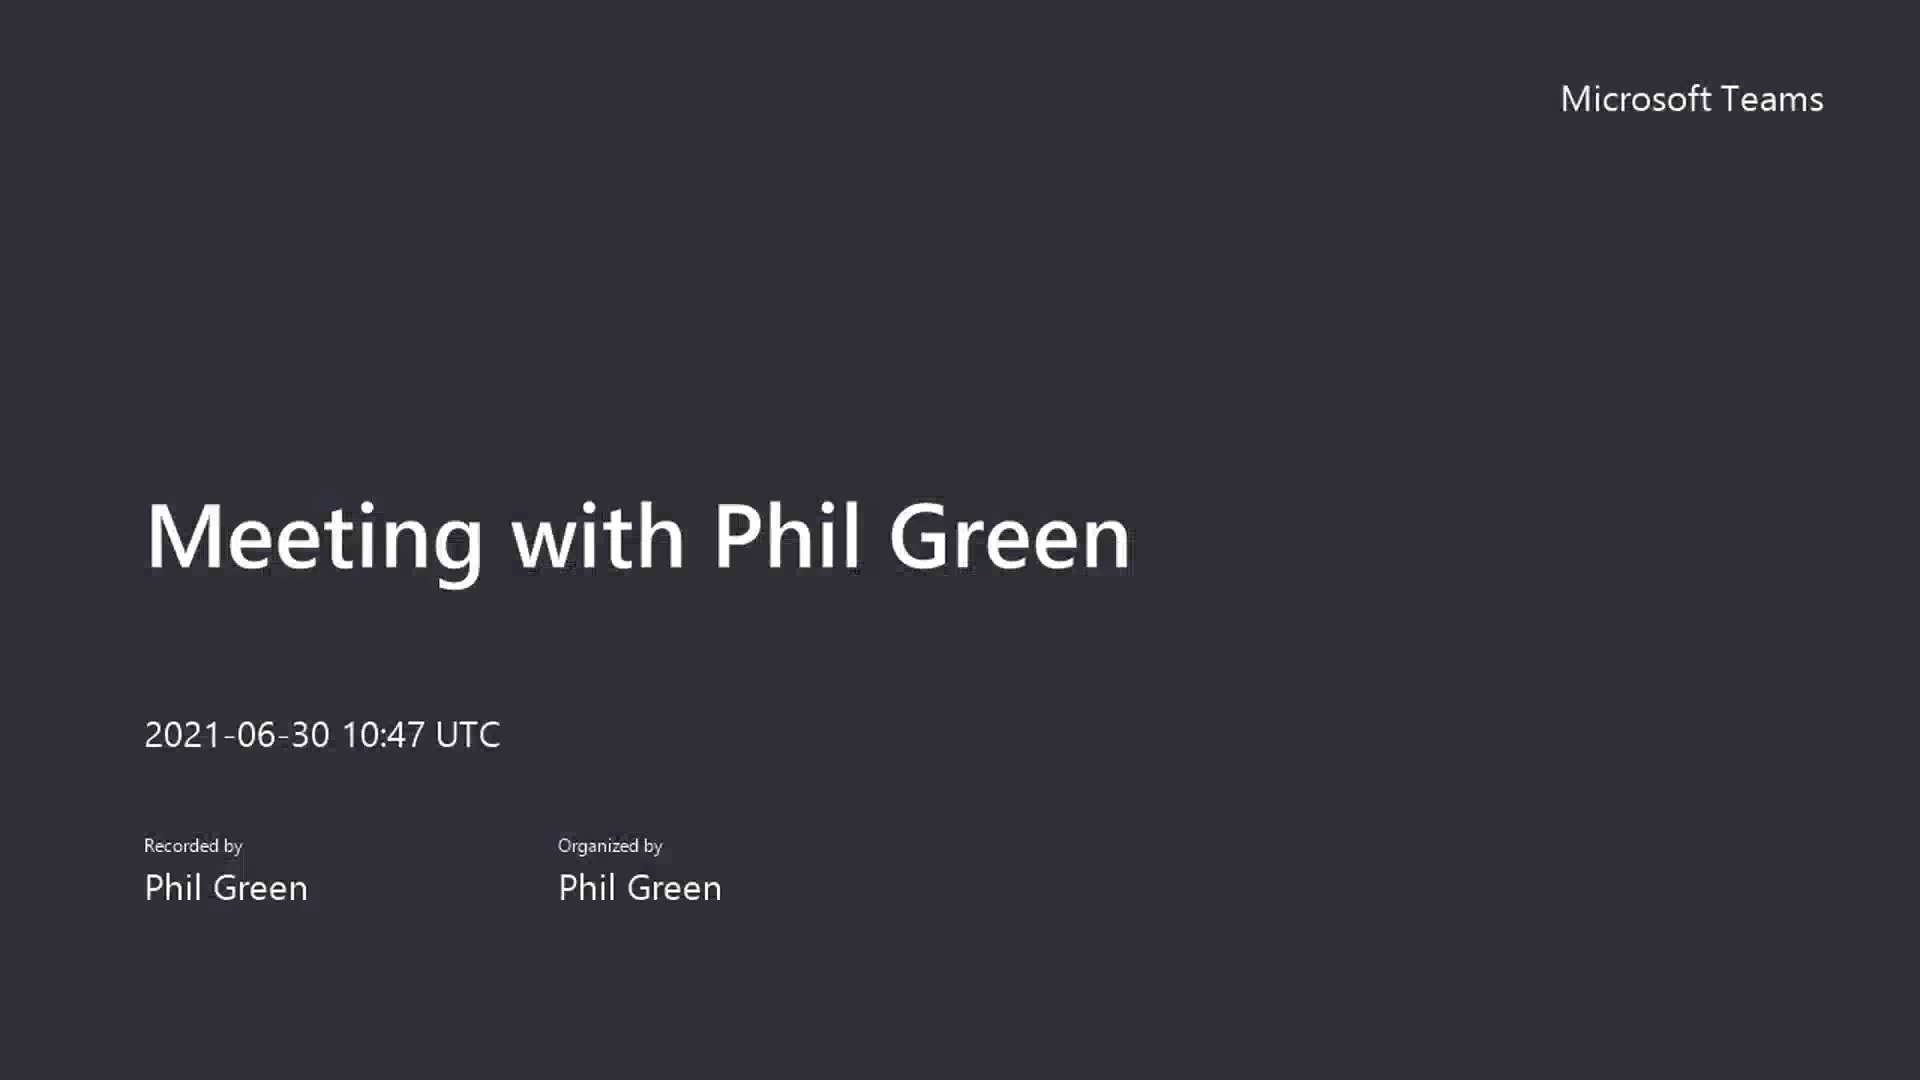 Microsoft Teams
Meeting with Phil Green
2021-06-30 10:47 UTC
Recorded by
Phil Green
Organized by
Phil Green